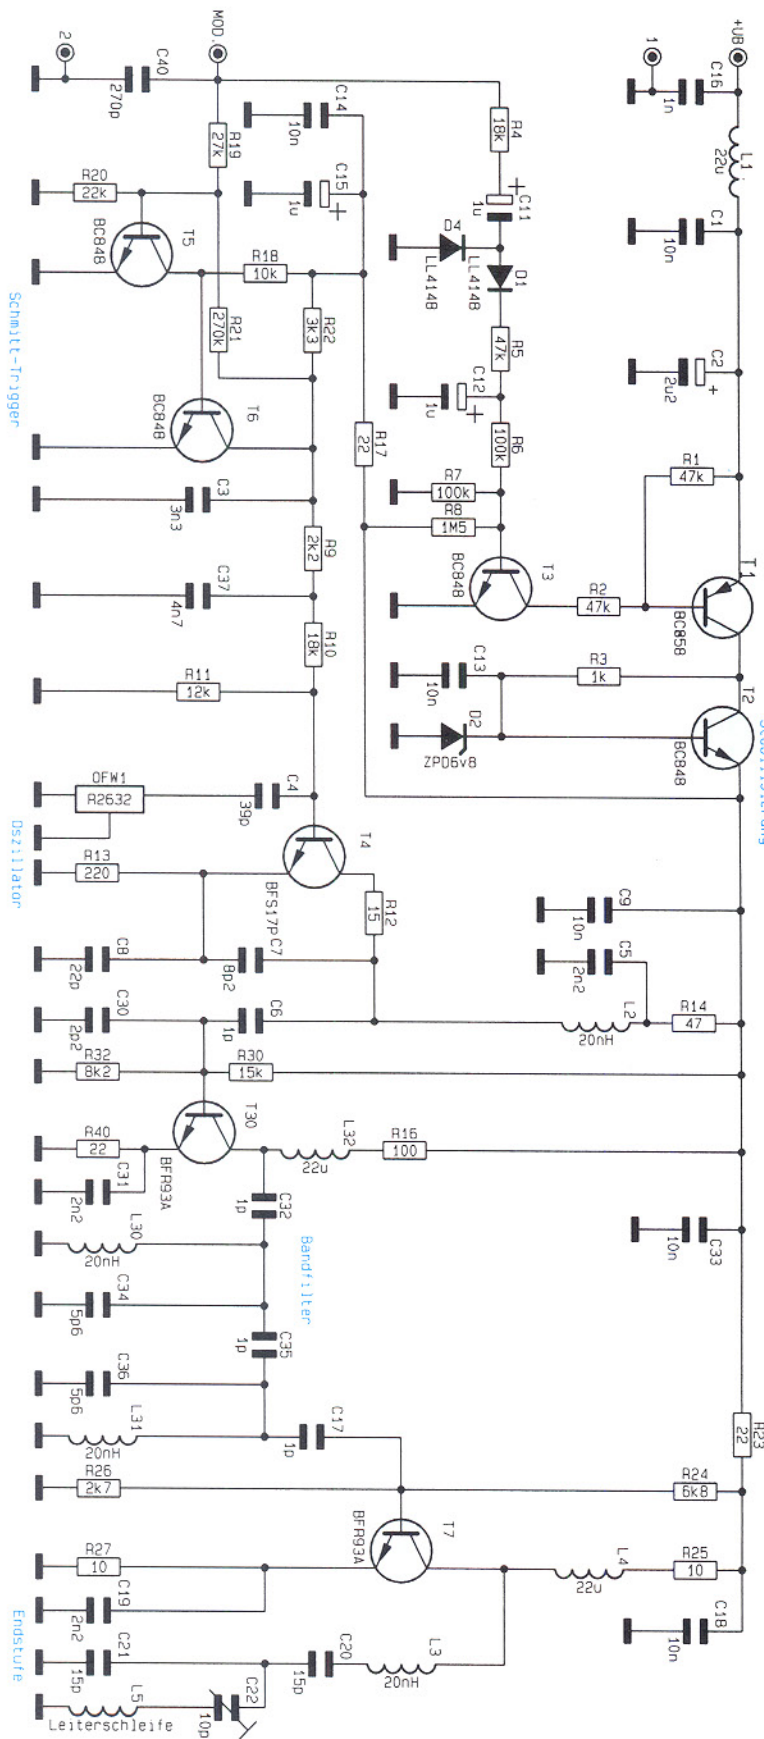 2
MOD.
1
+UB
C40
270p
R19
27k
C14
10n
R4
18k
C16
1n
L1
22u
R20
22k
C15
1u
+
+
C11
1u
C1
10n
T5
BC848
R18
10k
D4
LL4148
D1
LL4148
R21
270k
R22
3k3
R5
47k
C2
2u2
+
Schmitt-Trigger
T6
BC848
C12
1u
+
R17
22
R6
100k
R1
47k
R7
100k
C3
3n3
R8
1M5
R9
2k2
T3
BC848
T1
BC858
C37
4n7
R2
47k
R10
18k
R11
12k
C13
10n
R3
1k
T2
BC848
D2
ZPD6v8
OFW1
R2632
C4
39p
Oszillator
R13
220
T4
BFS17P
R12
15
C9
10n
C8
22p
C7
8p2
C5
2n2
C30
2p2
C6
1p
L2
20nH
R14
47
R32
8k2
R30
15k
T30
BFR93A
R40
22
L32
22u
R16
100
C31
2n2
C32
1p
L30
20nH
C33
10n
Bandfilter
C34
5p6
C35
1p
C36
5p6
L31
20nH
C17
1p
R23
22
R26
2k7
R24
6k8
T7
BFR93A
R27
10
L4
22u
R25
10
C19
2n2
C18
10n
Endstufe
C21
15p
C20
15p
L3
20nH
L5
Leiterschleife
C22
10p